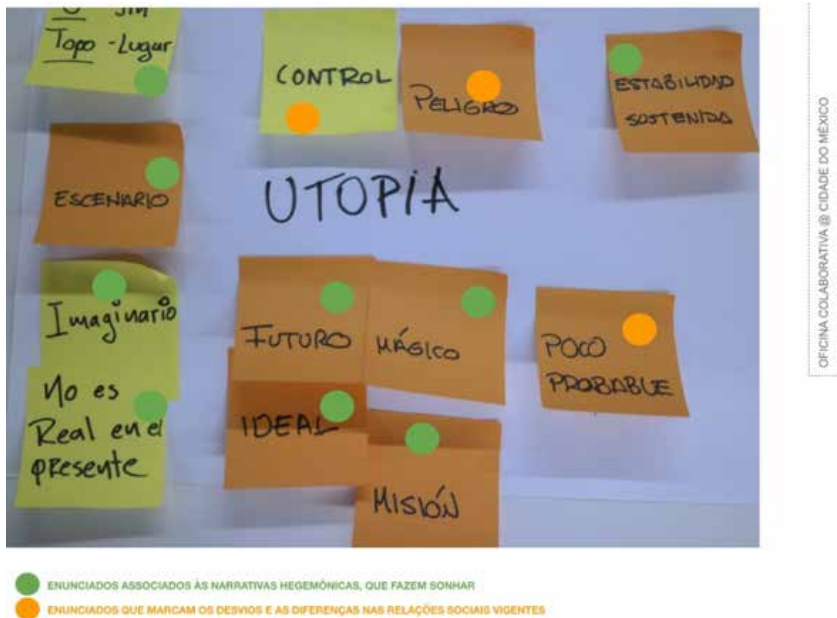 Topo - Lugar
CONTROL
PELIGRO
ESTABILIDAD
SOSTENIDA
ESCENARIO
UTOPIA
Imaginario
FUTURO
MÁGICO
POCO
PROBABLE
No es
Real en el
presente
IDEAL
MISIÓN
OFICINA COLABORATIVA @ CIDADE DO MÉXICO
ENUNCIADOS ASSOCIADOS ÀS NARRATIVAS HEGEMÔNICAS, QUE FAZEM SONHAR
ENUNCIADOS QUE MARCAM OS DESVIOS E AS DIFERENÇAS NAS RELAÇÕES SOCIAIS VIGENTES